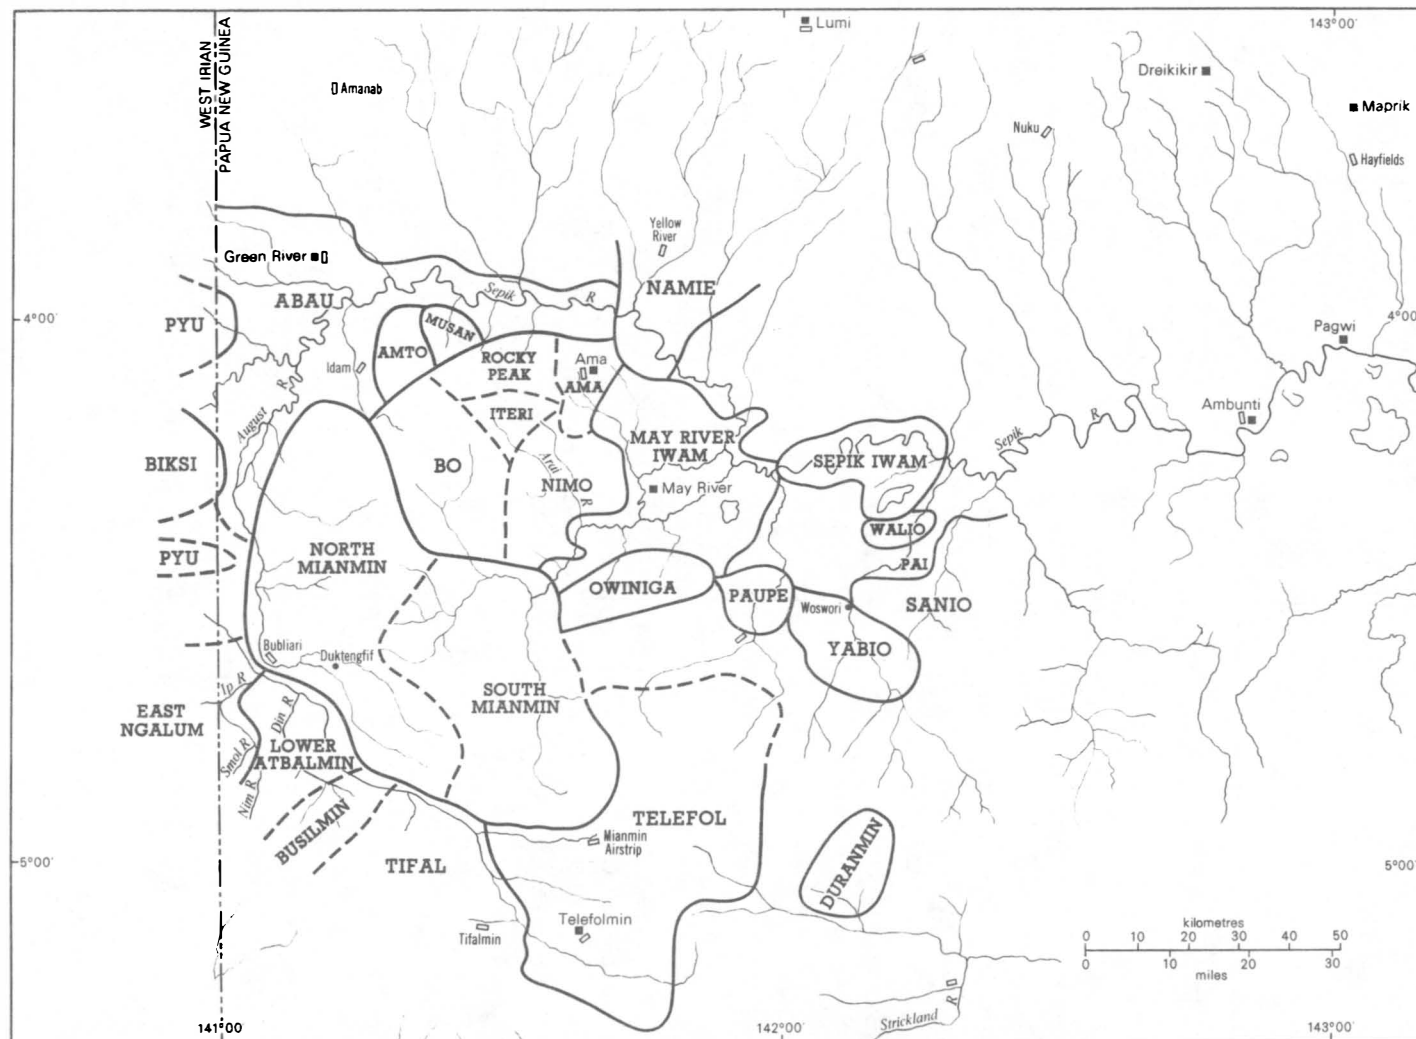 WEST IRIAN
PAPUA NEW GUINEA
Lumi
143°00'
Dreikikir
Maprik
Amanab
Nuku
Hayfields
Yellow
River
Green River
NAMIE
ABAU
Sepik
R
4°00'
PYU
MUSAN
4°00'
Pagwi
AMTO
ROCKY
PEAK
Ama
AMA
Idam
R
August
ITERI
Ambunti
R
Sepik
MAY RIVER
IWAM
SEPIK IWAM
BIKSI
BO
Arai
R
NIMO
May River
WALIO
NORTH
MIANMIN
PYU
PAI
OWINIGA
PAUPE
Woswori
SANIO
YABIO
Bubliari
Duktengfif
Ip R
Din R
SOUTH
MIANMIN
EAST
NGALUM
Smol R
LOWER
ATBALMIN
Nim R
BUSILMIN
TELEFOL
Mianmin
Airstrip
DURANMIN
5°00'
TIFAL
5°00'
Telefolmin
Tifalmin
kilometres
0 10 20 30 40 50
0 10 20 30
miles
Strickland
R
141°00'
142°00'
143°00'